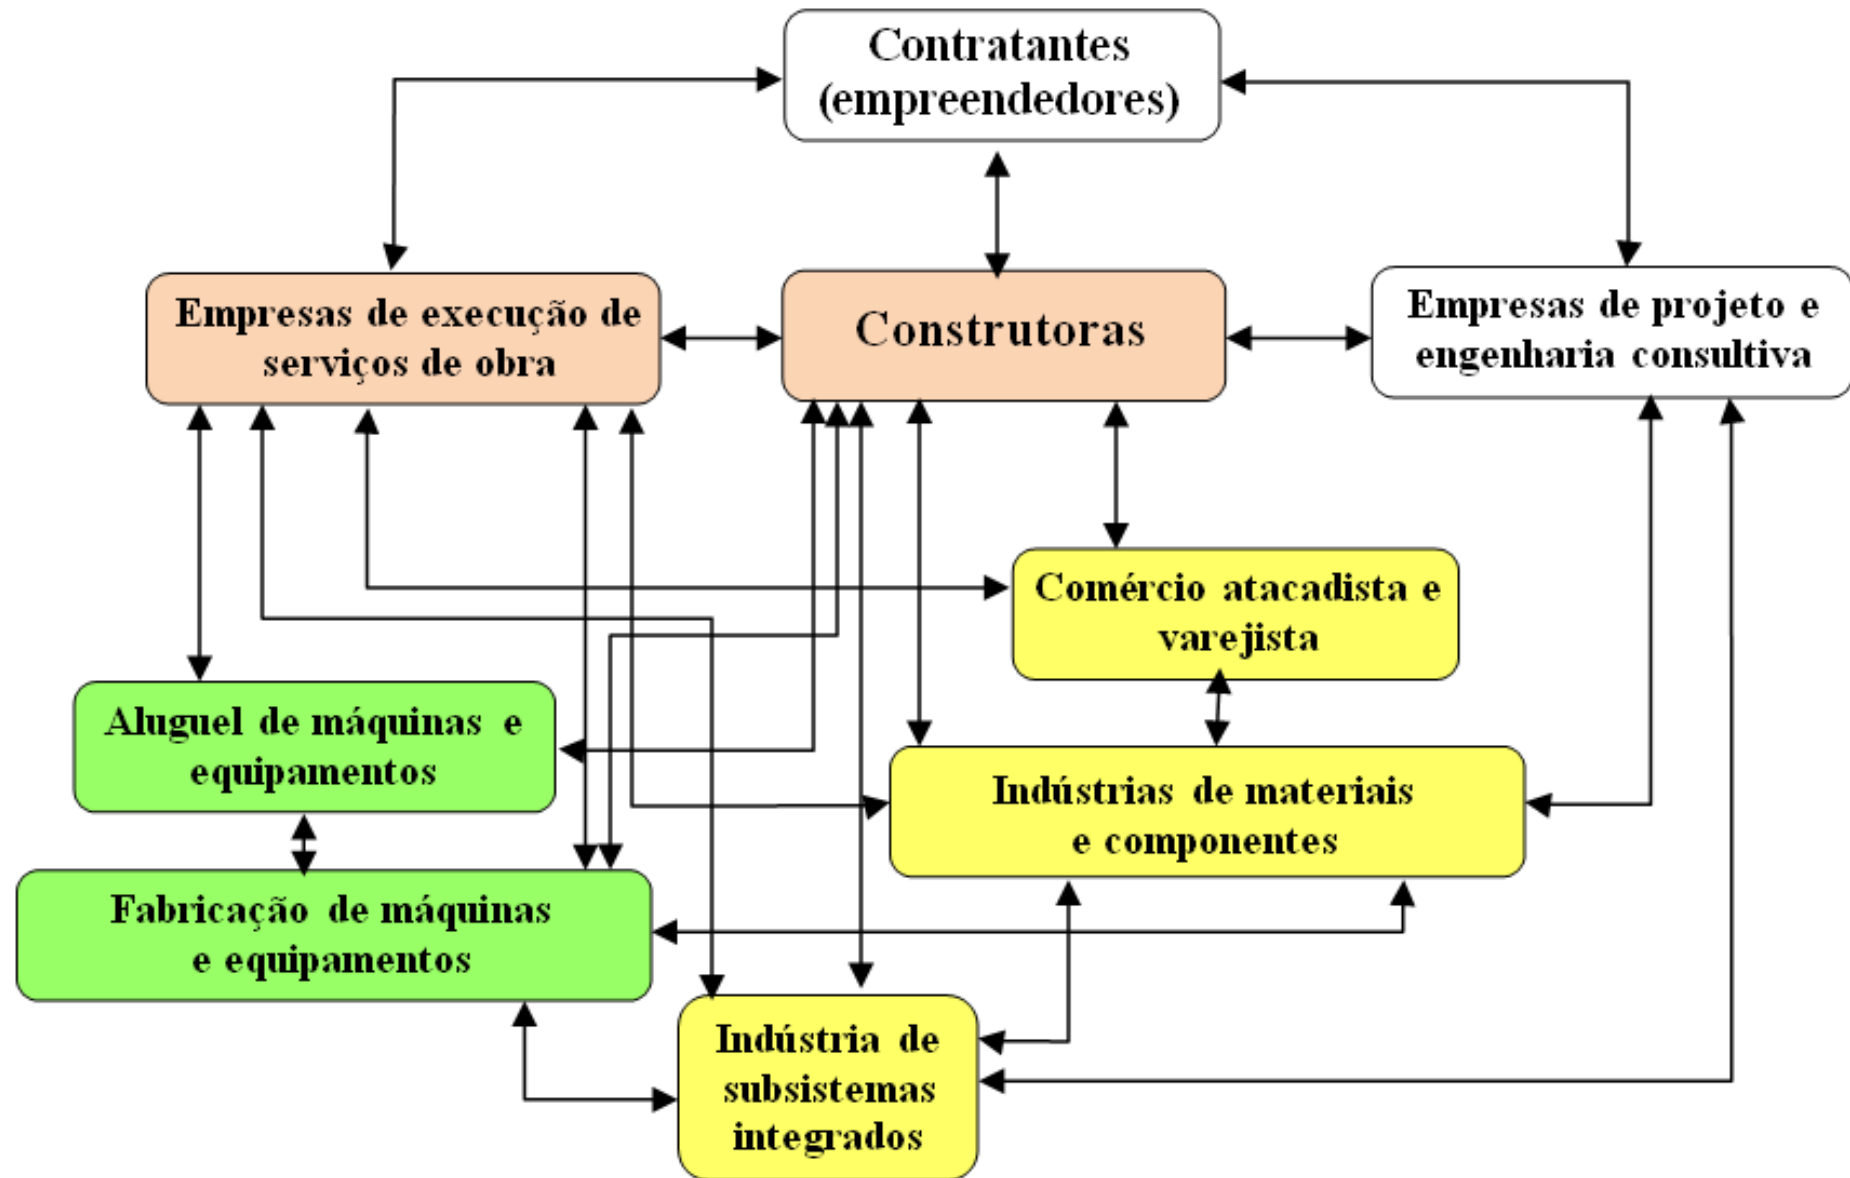 Contratantes
(empreendedores)
Empresas de execução de
serviços de obra
Construtoras
Empresas de projeto e
engenharia consultiva
Comércio atacadista e
varejista
Aluguel de máquinas e
equipamentos
Indústrias de materiais
e componentes
Fabricação de máquinas
e equipamentos
Indústria de
subsistemas
integrados